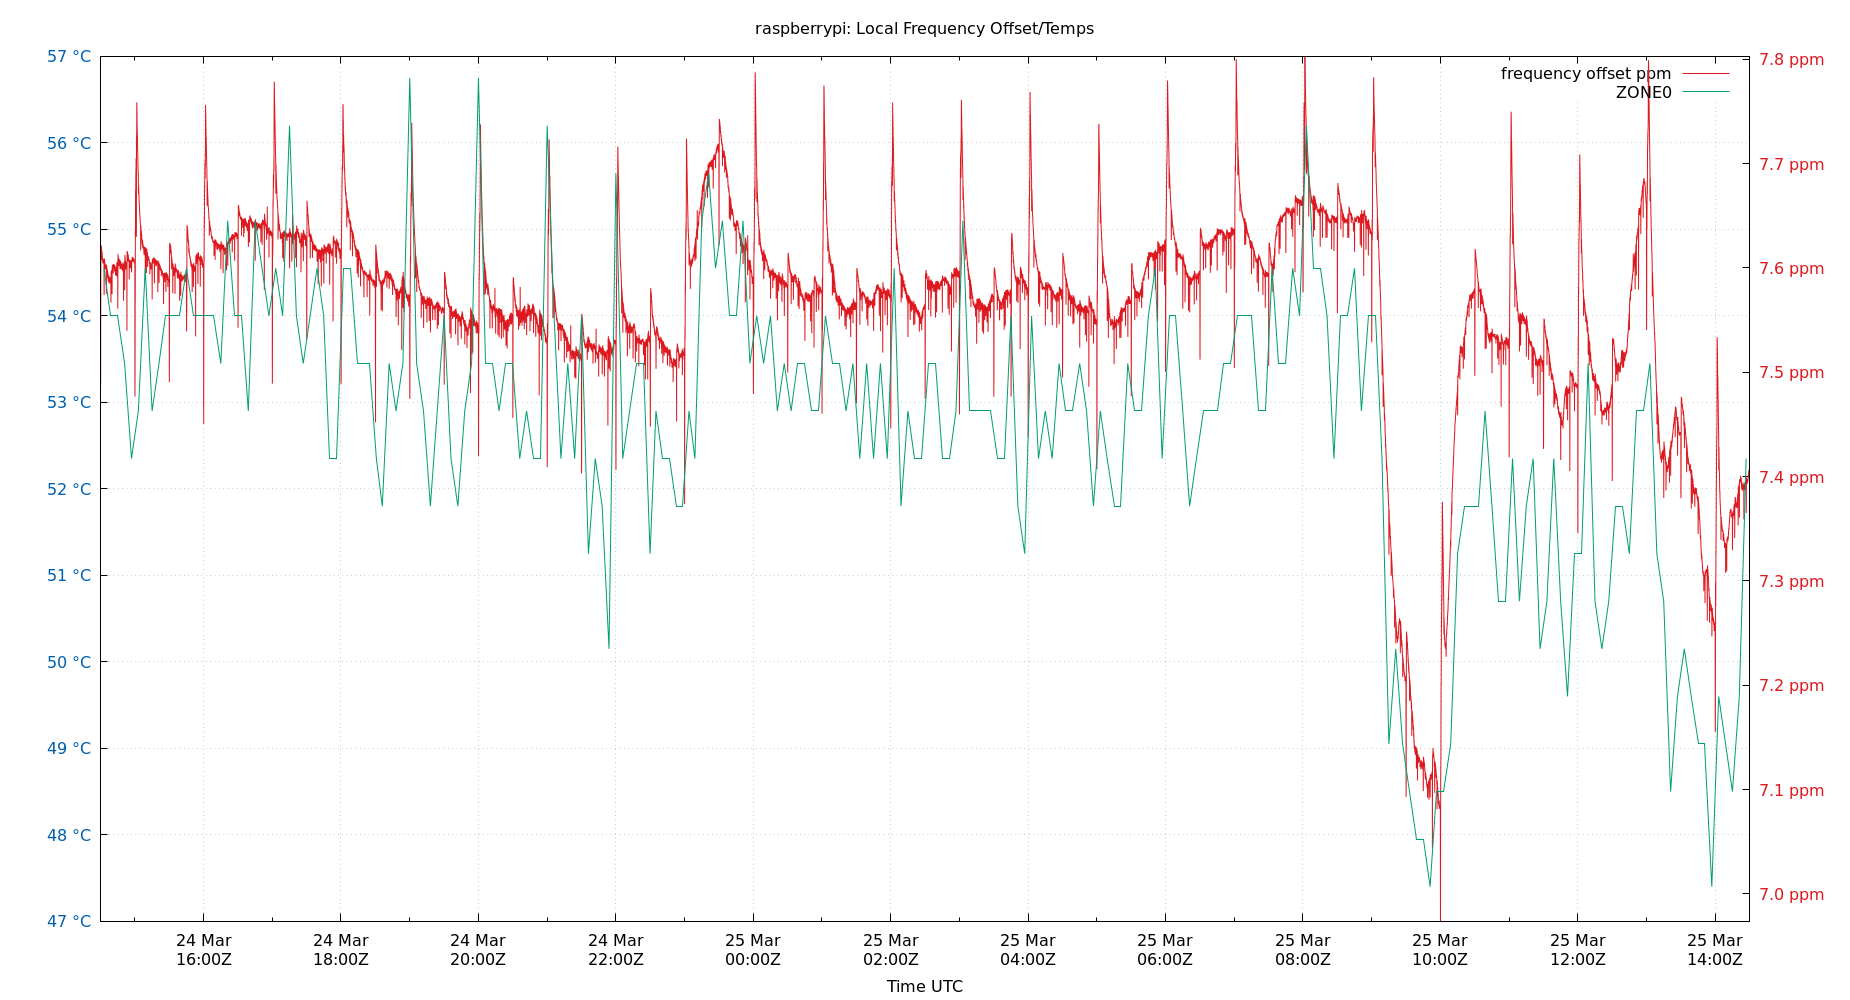 raspberrypi: Local Frequency Offset/Temps
57 °C
56 °C
55 °C
54 °C
53 °C
52 °C
51 °C
50 °C
49 °C
48 °C
47 °C
frequency offset ppm
ZONE0
7.8 ppm
7.7 ppm
7.6 ppm
7.5 ppm
7.4 ppm
7.3 ppm
7.2 ppm
7.1 ppm
7.0 ppm
24 Mar 24 Mar 24 Mar 24 Mar 25 Mar 25 Mar 25 Mar 25 Mar 25 Mar 25 Mar 25 Mar 25 Mar
16:00Z 18:00Z 20:00Z 22:00Z 00:00Z 02:00Z 04:00Z 06:00Z 08:00Z 10:00Z 12:00Z 14:00Z
Time UTC